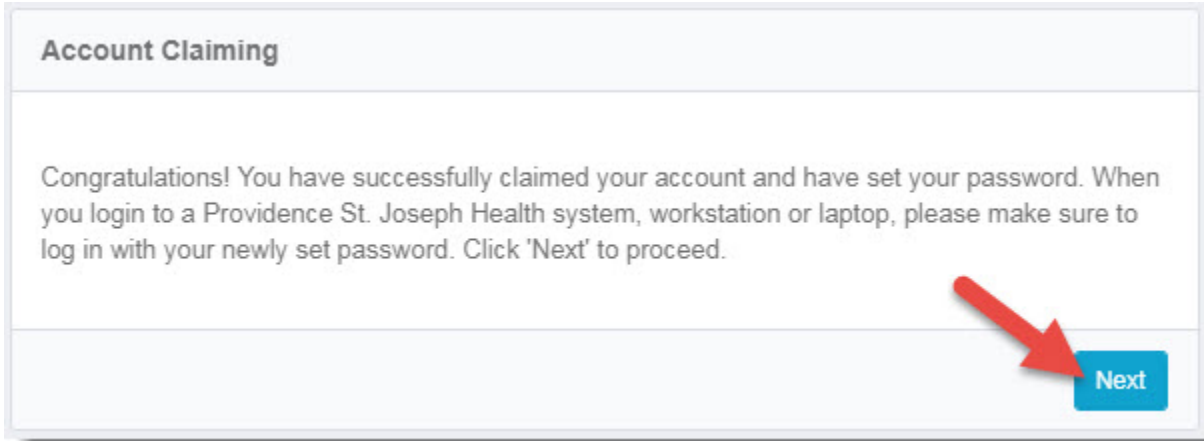 Account Claiming
Congratulations! You have successfully claimed your account and have set your password. When
you login to a Providence St. Joseph Health system, workstation or laptop, please make sure to
log in with your newly set password. Click 'Next' to proceed.
Next